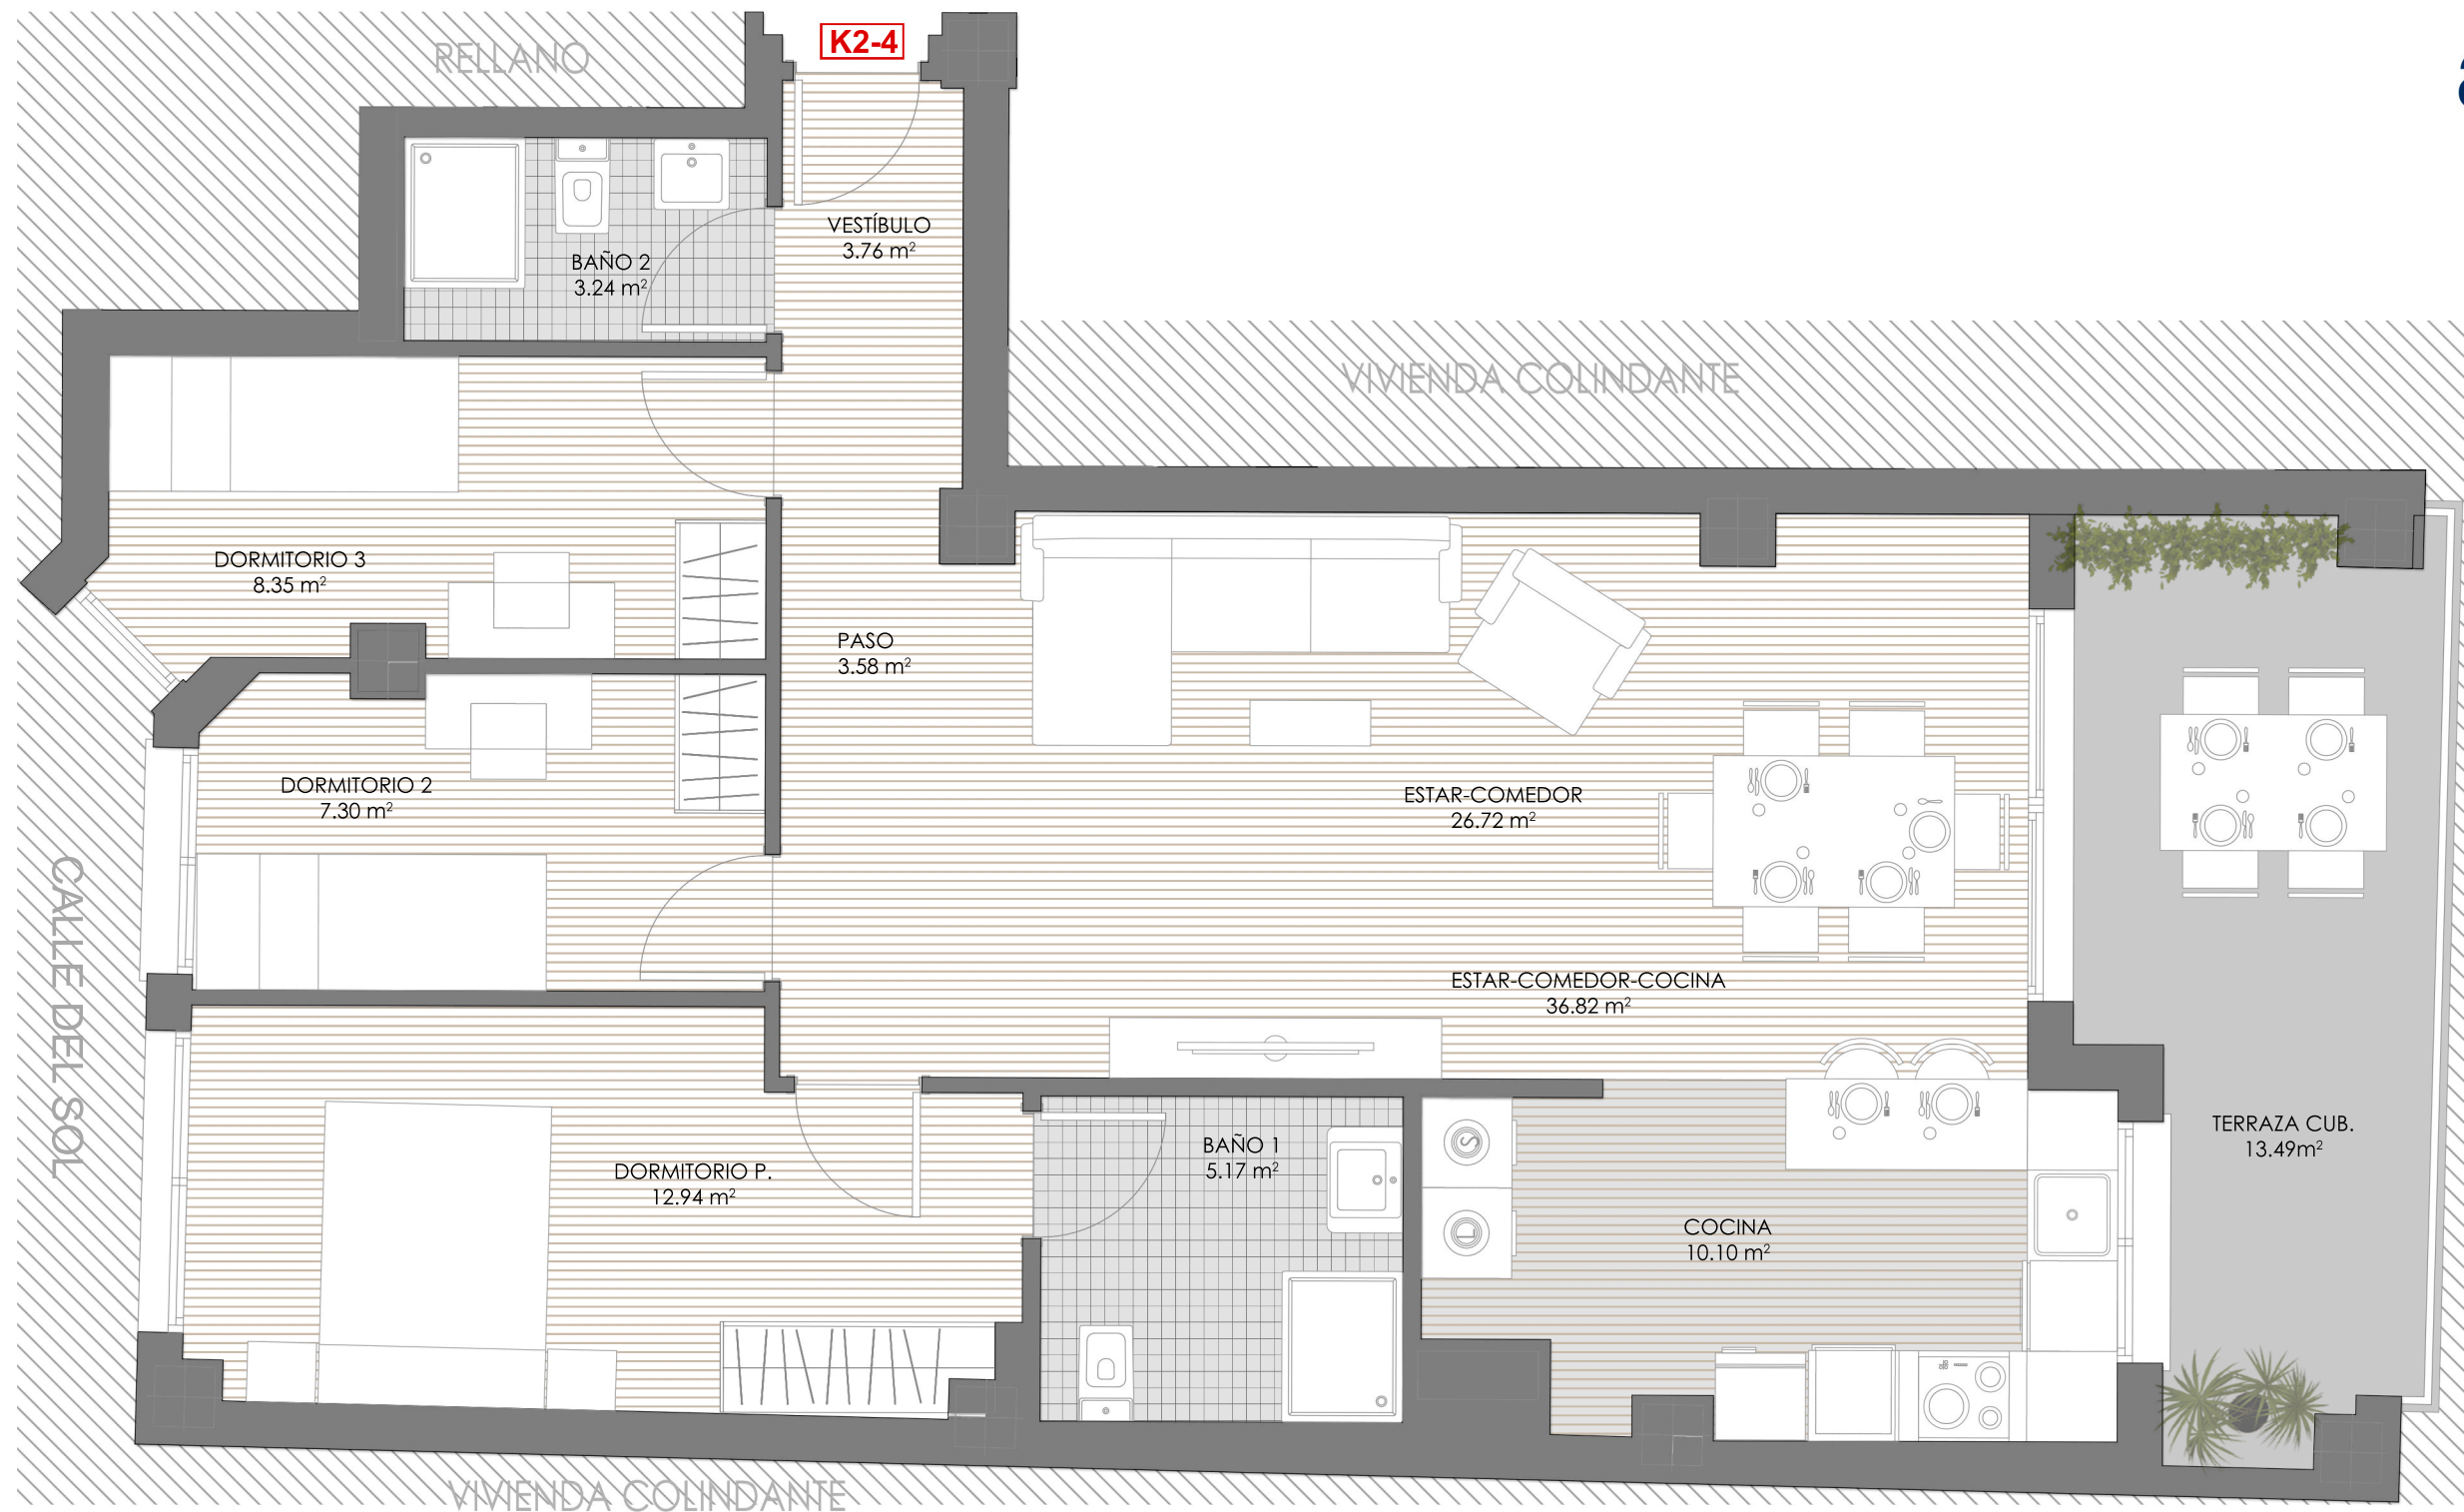 K2-4
RELLANO
VESTÍBULO
3.76 m²
BAÑO 2
3.24 m²
VIVIENDA COLINDANTE
DORMITORIO 3
8.35 m²
PASO
3.58 m²
DORMITORIO 2
7.30 m²
ESTAR-COMEDOR
26.72 m²
CALLE DEL SOL
ESTAR-COMEDOR-COCINA
36.82 m²
TERRAZA CUB.
13.49m²
BAÑO 1
5.17 m²
DORMITORIO P.
12.94 m²
S
L
COCINA
10.10 m²
VIVIENDA COLINDANTE